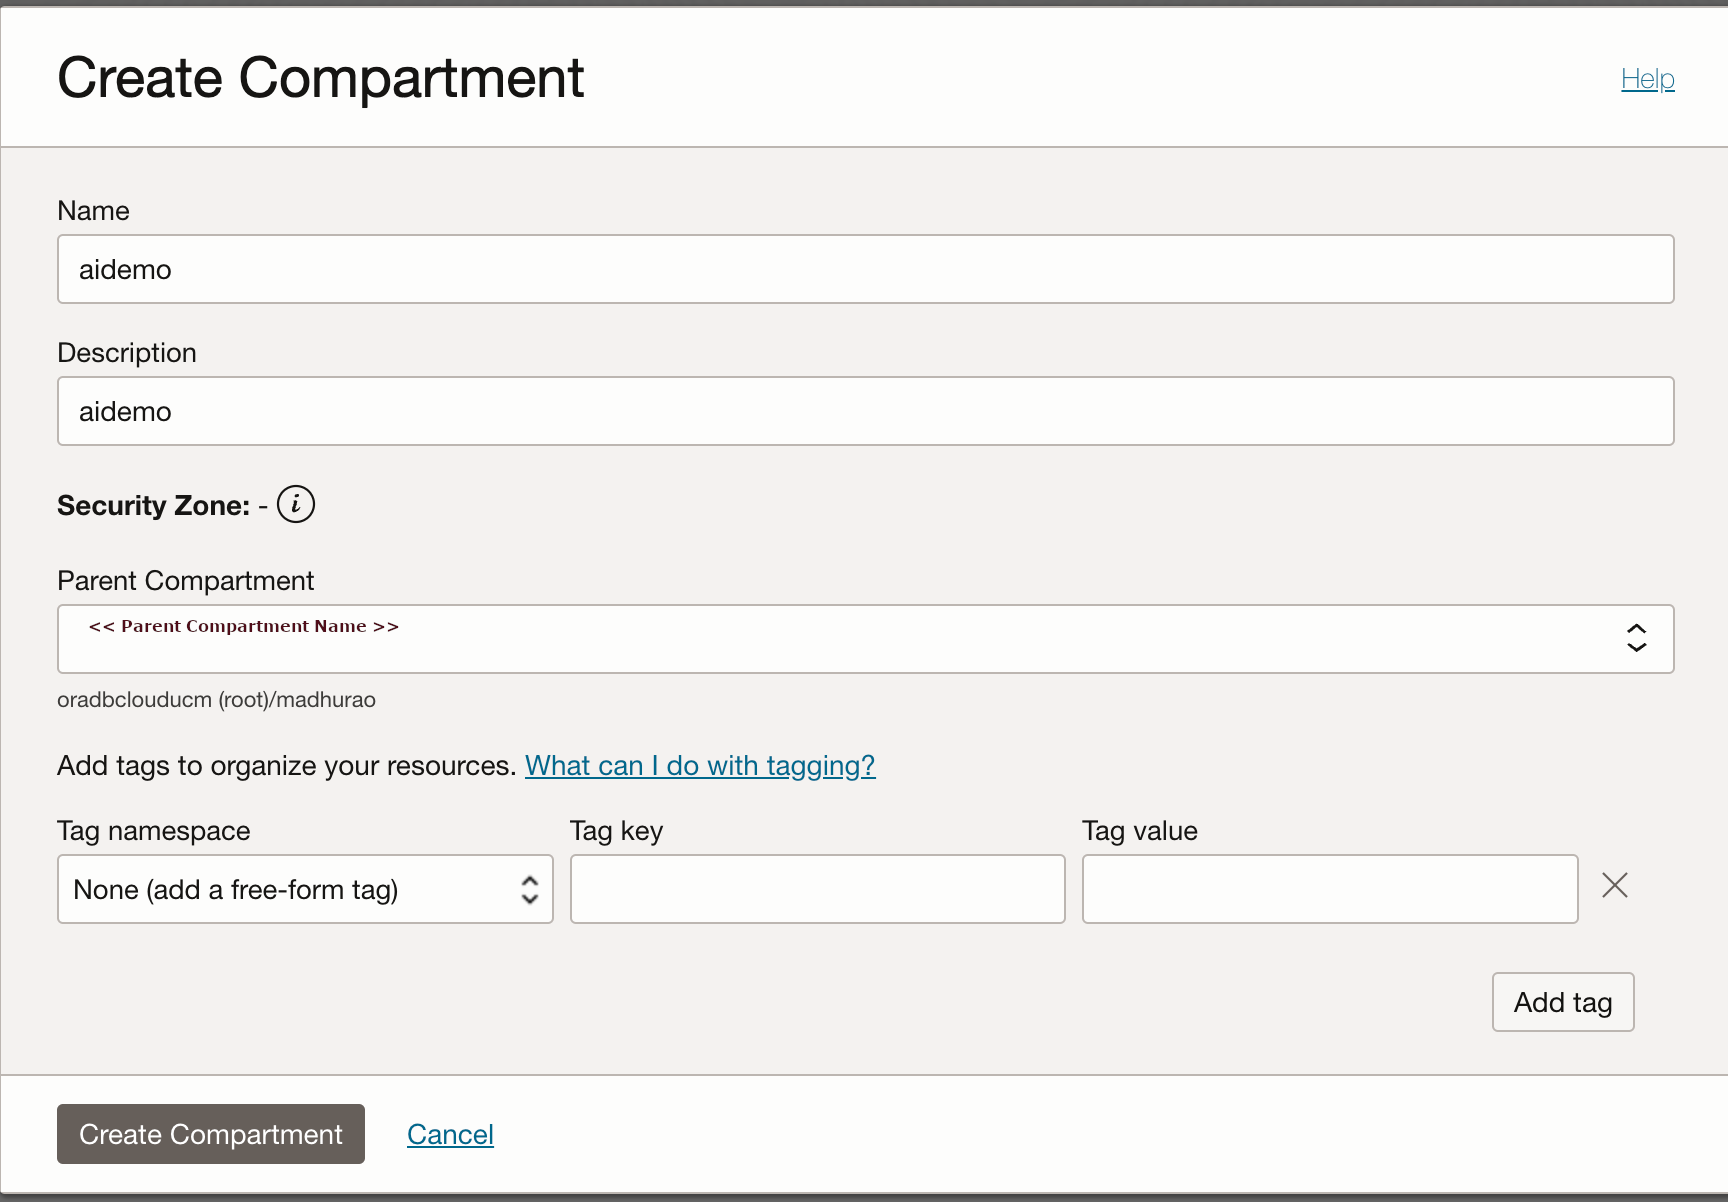 Create Compartment
Help
Name
aidemo
Description
aidemo
Security Zone: - i
Parent Compartment
<< Parent Compartment Name >>
oradbclouducm (root)/madhurao
Add tags to organize your resources. What can I do with tagging?
Tag namespace Tag key Tag value
None (add a free-form tag)
Add tag
Create Compartment Cancel